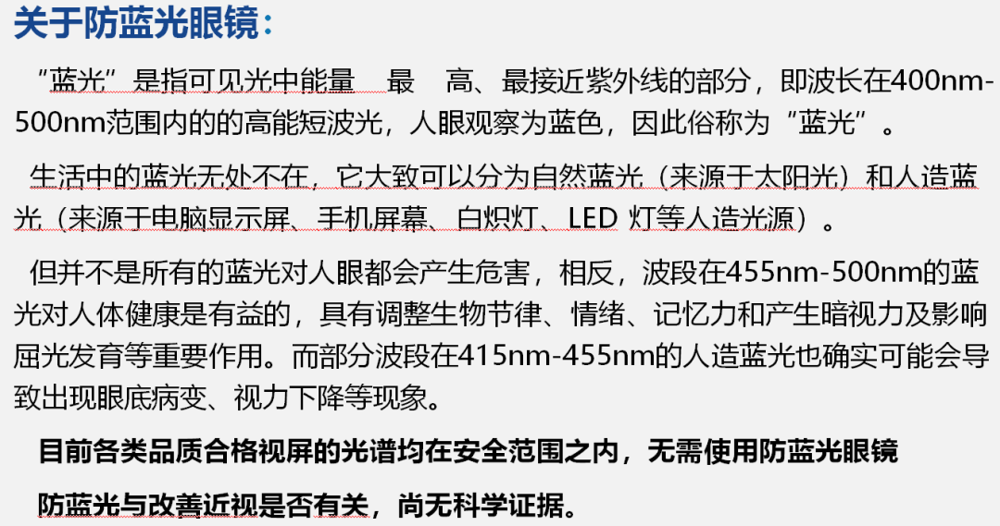 关于防蓝光眼镜：
“蓝光”是指可见光中能量 最 高、最接近紫外线的部分，即波长在400nm-
500nm范围内的的高能短波光，人眼观察为蓝色，因此俗称为“蓝光”。
生活中的蓝光无处不在，它大致可以分为自然蓝光（来源于太阳光）和人造蓝
光（来源于电脑显示屏、手机屏幕、白炽灯、LED 灯等人造光源）。
但并不是所有的蓝光对人眼都会产生危害，相反，波段在455nm-500nm的蓝
光对人体健康是有益的，具有调整生物节律、情绪、记忆力和产生暗视力及影响
屈光发育等重要作用。而部分波段在415nm-455nm的人造蓝光也确实可能会导
致出现眼底病变、视力下降等现象。
目前各类品质合格视屏的光谱均在安全范围之内，无需使用防蓝光眼镜
防蓝光与改善近视是否有关，尚无科学证据。